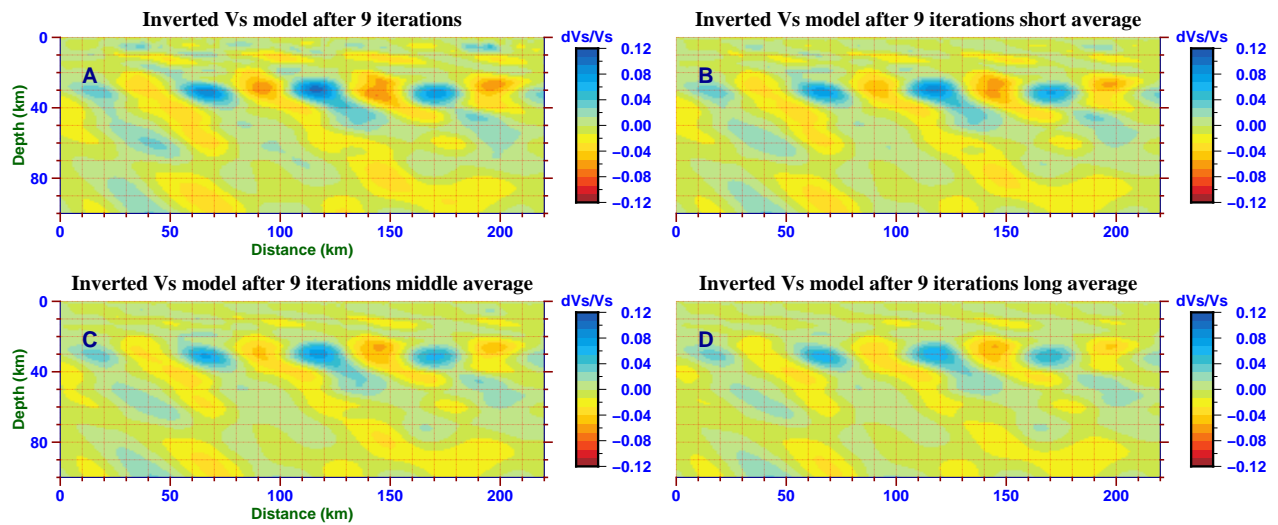 Inverted Vs model after 9 iterations
dVs/Vs
0
40
80
Depth (km)
A
0.12
0.08
0.04
0.00
−0.04
−0.08
−0.12
0 50 100 150 200
Distance (km)
Inverted Vs model after 9 iterations short average
dVs/Vs
B
0.12
0.08
0.04
0.00
−0.04
−0.08
−0.12
0 50 100 150 200
Inverted Vs model after 9 iterations middle average
dVs/Vs
0
40
80
Depth (km)
C
0.12
0.08
0.04
0.00
−0.04
−0.08
−0.12
0 50 100 150 200
Distance (km)
Inverted Vs model after 9 iterations long average
dVs/Vs
D
0.12
0.08
0.04
0.00
−0.04
−0.08
−0.12
0 50 100 150 200